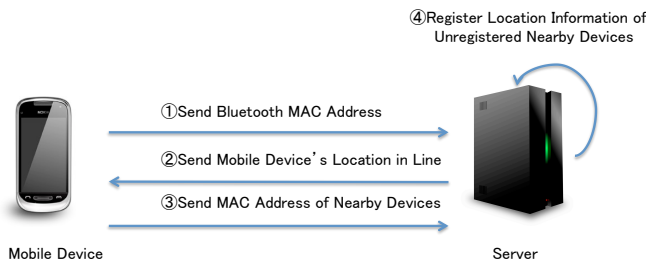 ④Register Location Information of
Unregistered Nearby Devices
①Send Bluetooth MAC Address
②Send Mobile Device's Location in Line
③Send MAC Address of Nearby Devices
Mobile Device
Server